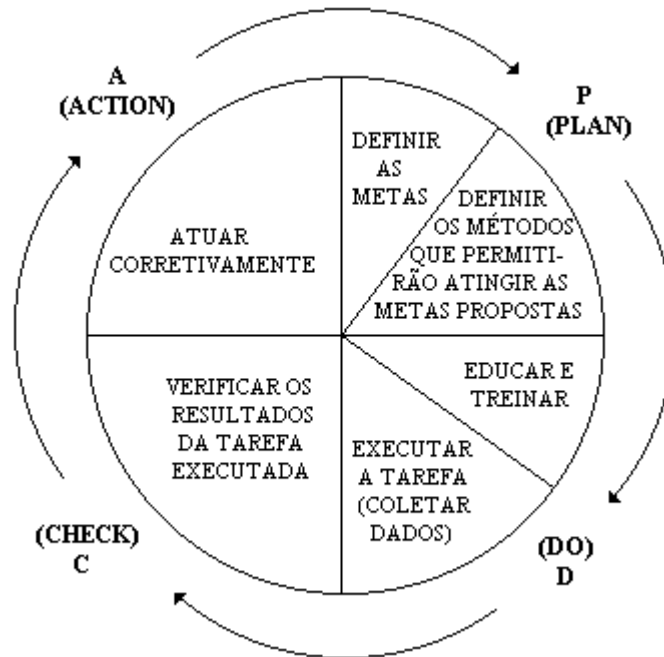 A
(ACTION)
P
(PLAN)
DEFINIR
AS
METAS
DEFINIR
OS MÉTODOS
QUE PERMITI-
RÃO ATINGIR AS
METAS PROPOSTAS
EDUCAR E
TREINAR
EXECUTAR
A TAREFA
(COLETAR
DADOS)
(DO)
D
VERIFICAR OS
RESULTADOS
DA TAREFA
EXECUTADA
(CHECK)
C
ATUAR
CORRETIVAMENTE